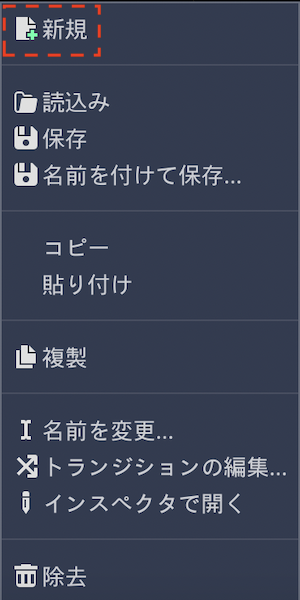 新規
読込み
保存
名前を付けて保存...
コピー
貼り付け
複製
名前を変更...
トランジションの編集...
インスペクタで開く
除去